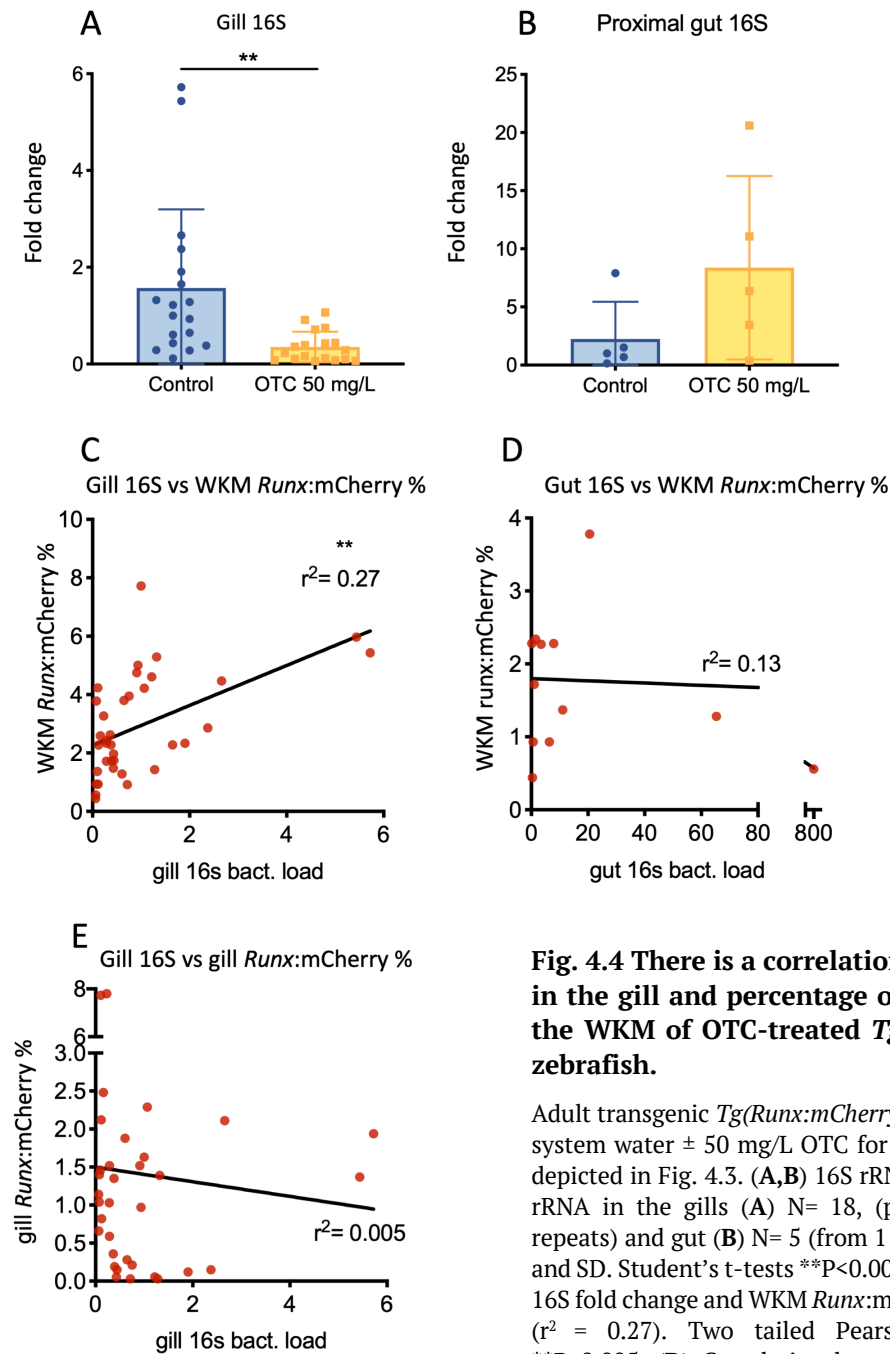 A
Gill 16S
**
Fold change
6
4
2
0
Control
OTC 50 mg/L
B
Proximal gut 16S
Fold change
25
20
15
10
5
0
Control
OTC 50 mg/L
C
Gill 16S vs WKM Runx:mCherry %
WKM Runx:mCherry %
10
8
6
4
2
0
**
r²= 0.27
0 2 4 6
gill 16s bact. load
D
Gut 16S vs WKM Runx:mCherry %
WKM runx:mCherry %
4
3
2
1
0
r²= 0.13
0 20 40 60 80 800
gut 16s bact. load
E
Gill 16S vs gill Runx:mCherry %
gill Runx:mCherry %
8
6
3.0
2.5
2.0
1.5
1.0
0.5
0.0
r²= 0.005
0 2 4 6
gill 16s bact. load
Fig. 4.4 There is a correlation
in the gill and percentage o
the WKM of OTC-treated Tg
zebrafish.
Adult transgenic Tg(Runx:mCherry
system water ± 50 mg/L OTC for
depicted in Fig. 4.3. (A,B) 16S rRN
rRNA in the gills (A) N= 18, (p
repeats) and gut (B) N= 5 (from 1
and SD. Student's t-tests **P<0.00
16S fold change and WKM Runx:m
(r² = 0.27). Two tailed Pears